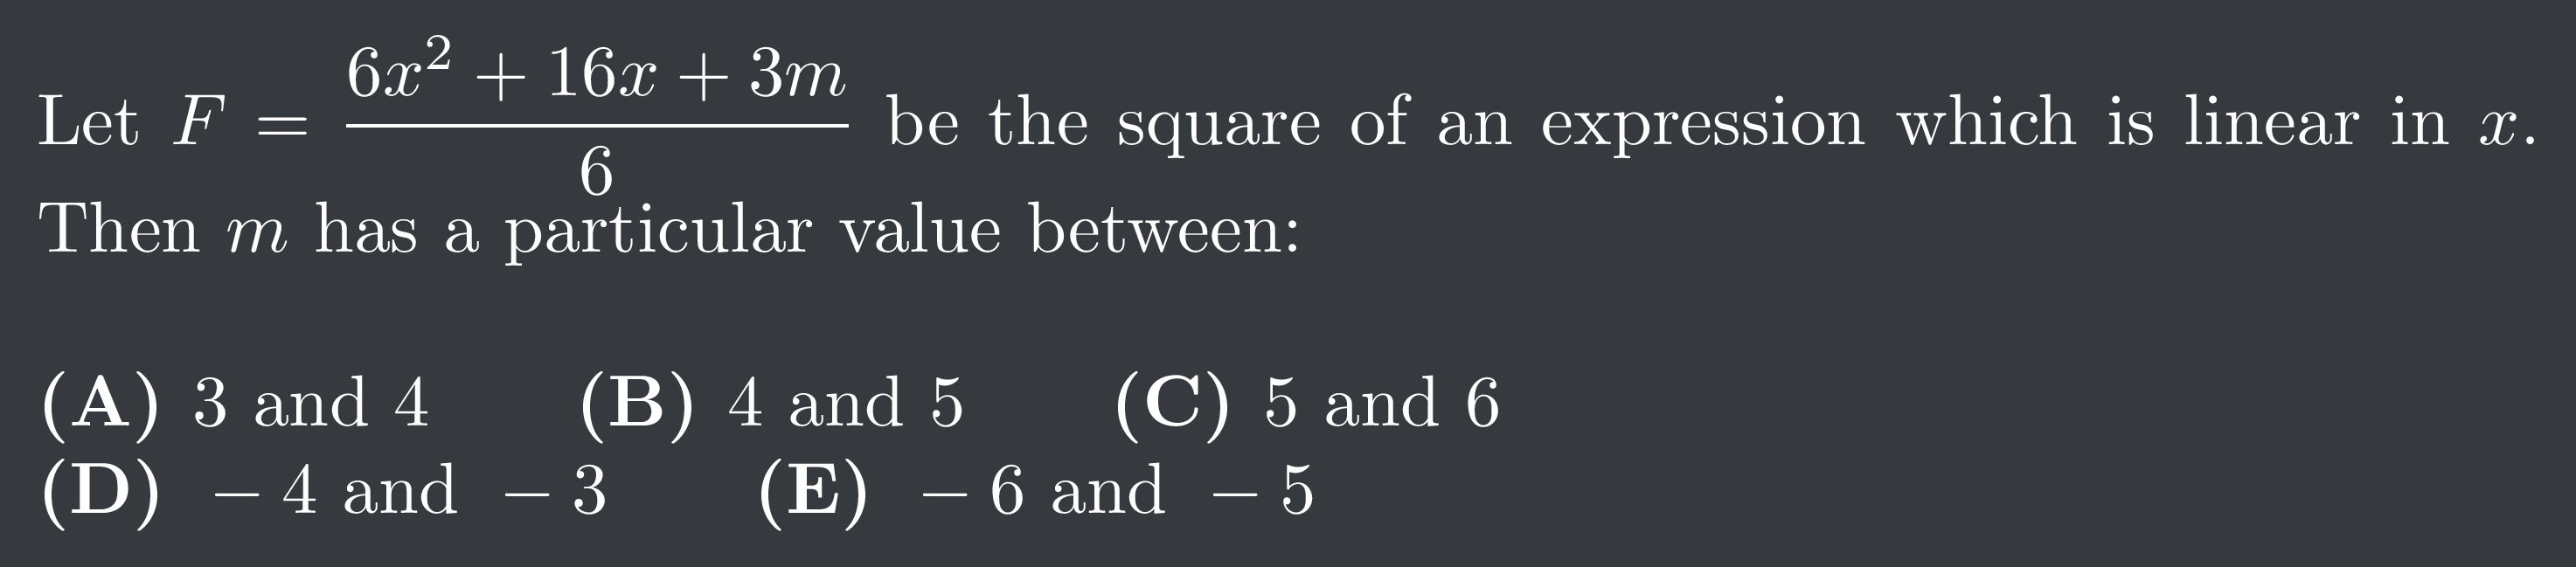 Let $F = \dfrac{6x^2 + 16x + 3m}{6}$ be the square of an expression which is linear in $x$.
Then $m$ has a particular value between:
(A) 3 and 4 (B) 4 and 5 (C) 5 and 6
(D) − 4 and − 3 (E) − 6 and − 5